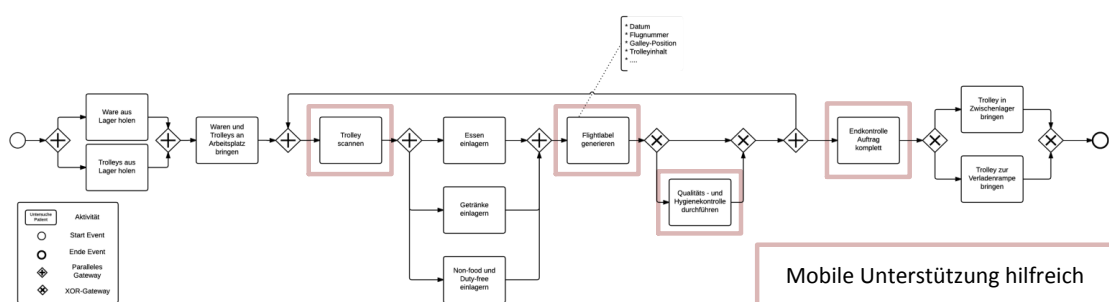 * Datum
* Flugnummer
* Galley-Position
* Trolleyinhalt
* ....
Ware aus
Lager holen
Trolleys aus
Lager holen
Waren und
Trolleys an
Arbeitsplatz
bringen
Trolley
scannen
Essen
einlagern
Getränke
einlagern
Non-food und
Duty-free
einlagern
Flightlabel
generieren
Qualitäts - und
Hygienekontrolle
durchführen
Endkontrolle
Auftrag
komplett
Trolley in
Zwischenlager
bringen
Trolley zur
Verladenrampe
bringen
Untersuche
Patient
Aktivität
Start Event
Ende Event
Paralleles
Gateway
XOR-Gateway
Mobile Unterstützung hilfreich